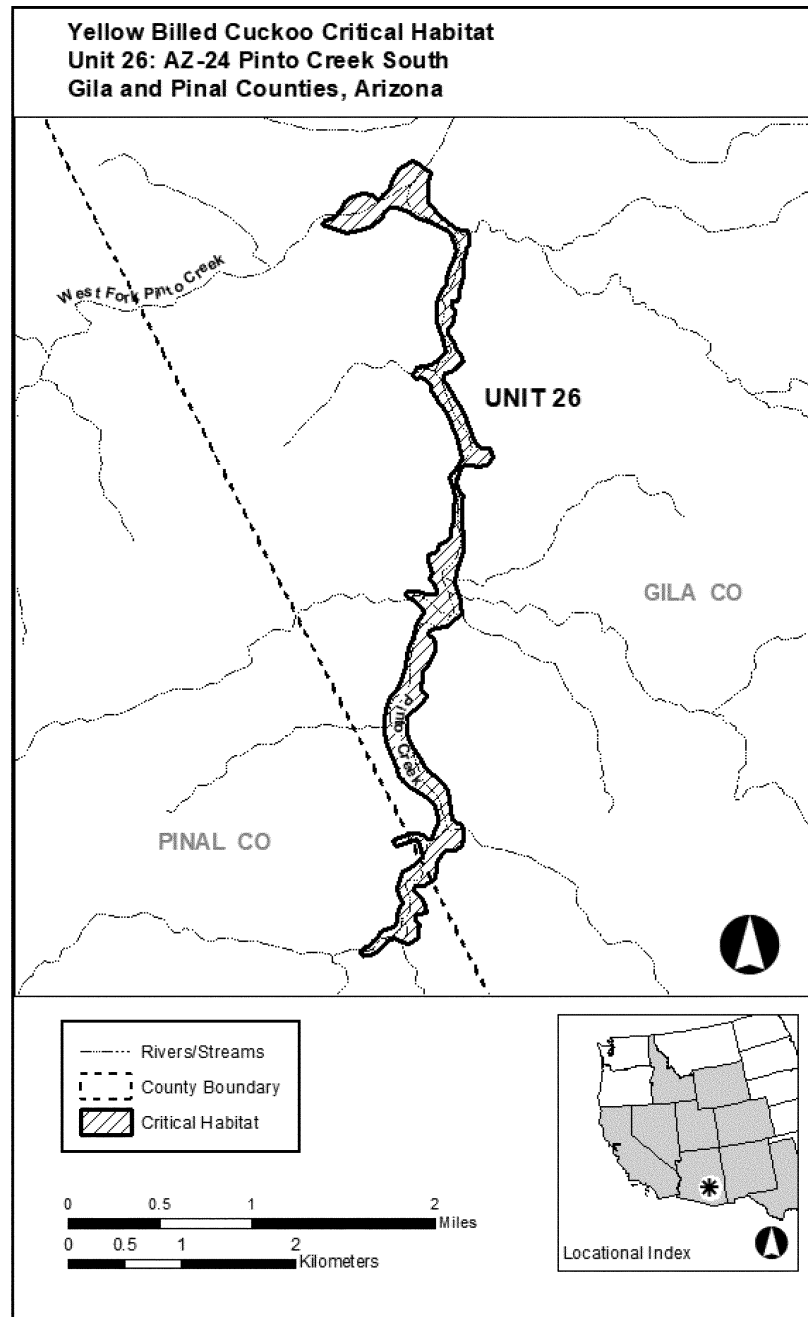 Yellow Billed Cuckoo Critical Habitat
Unit 26: AZ-24 Pinto Creek South
Gila and Pinal Counties, Arizona
West Fork Pinto Creek
UNIT 26
GILA CO
Pinto Creek
PINAL CO
Rivers/Streams
County Boundary
Critical Habitat
0 0.5 1 2
Miles
0 0.5 1 2
Kilometers
Locational Index